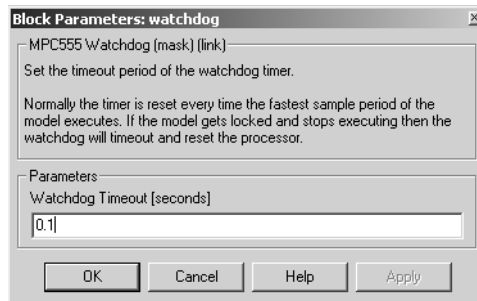 Block Parameters: watchdog
MPC555 Watchdog (mask) (link)
Set the timeout period of the watchdog timer.
Normally the timer is reset every time the fastest sample period of the
model executes. If the model gets locked and stops executing then the
watchdog will timeout and reset the processor.
Parameters
Watchdog Timeout [seconds]
0.1
OK Cancel Help Apply